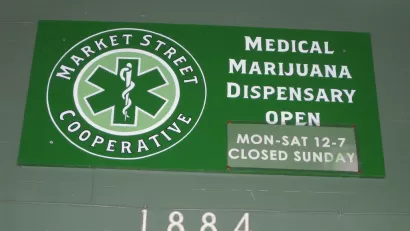 MARKET STREET
COOPERATIVE
MEDICAL
MARIJUANA
DISPENSARY
OPEN
MON-SAT 12-7
CLOSED SUNDAY
1884